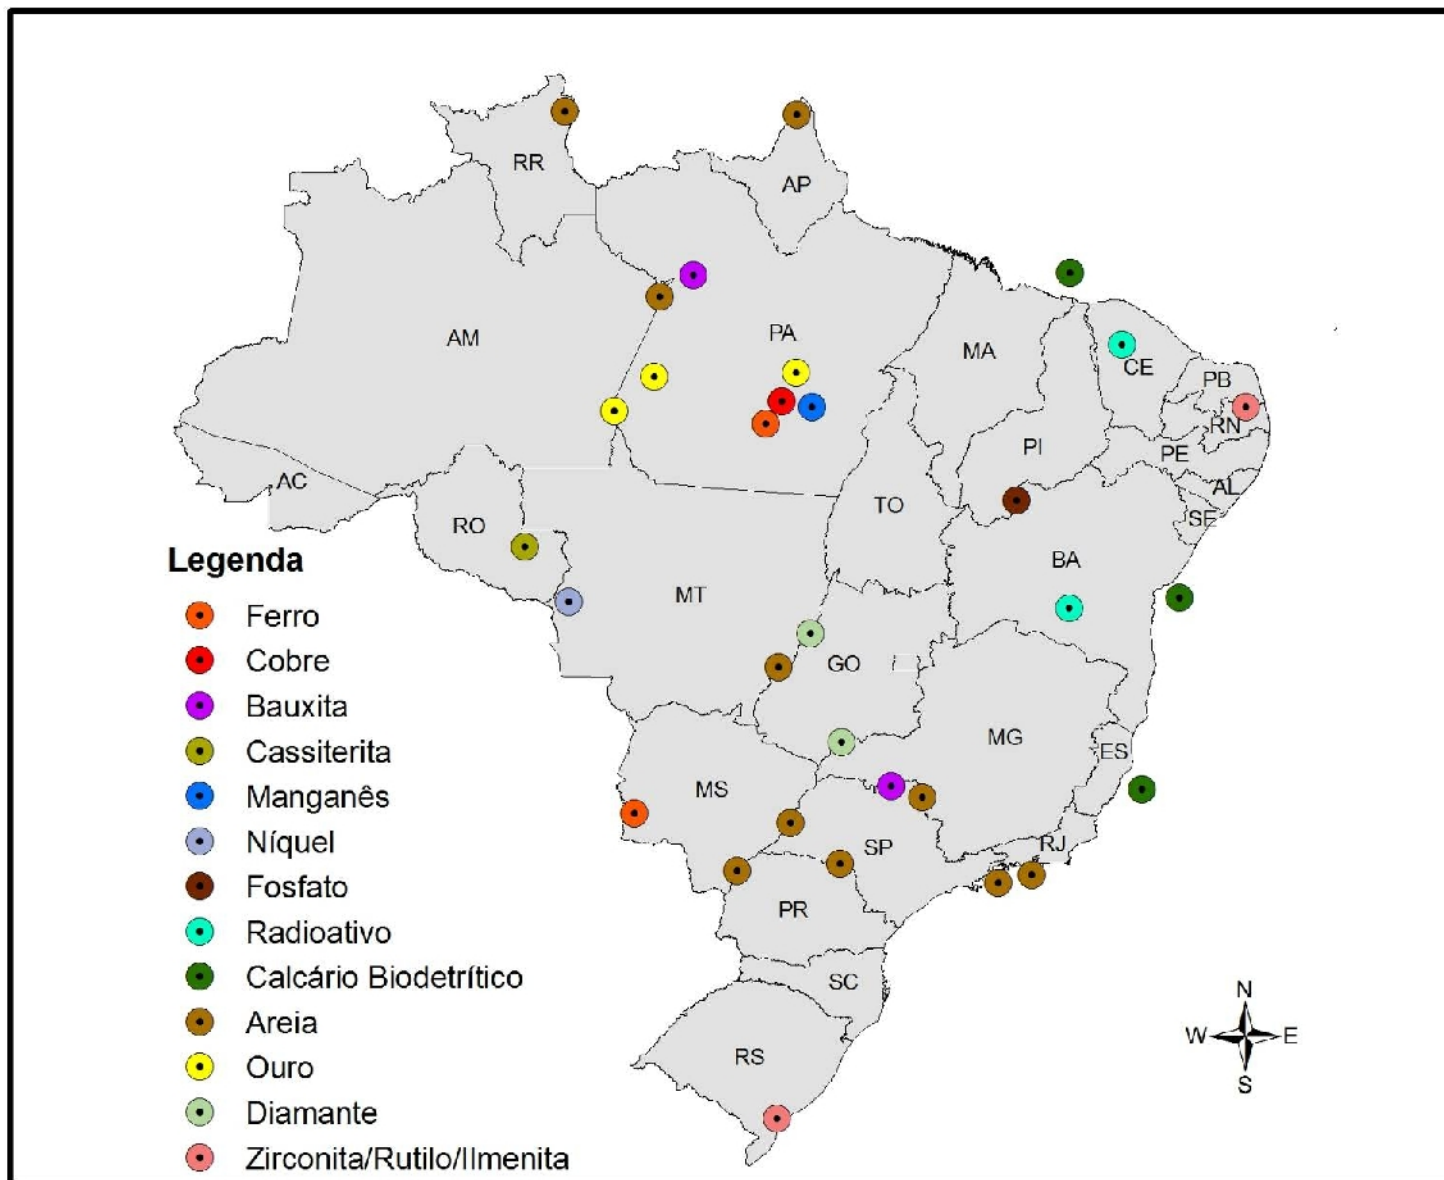 RR
AP
AM
PA
MA
CE
PB
RN
PI
PE
AC
AL
TO
SE
RO
BA
MT
GO
MG
ES
MS
SP
RJ
PR
SC
RS
Legenda
Ferro
Cobre
Bauxita
Cassiterita
Manganês
Níquel
Fosfato
Radioativo
Calcário Biodetrítico
Areia
Ouro
Diamante
Zirconita/Rutilo/Ilmenita
N
W E
S